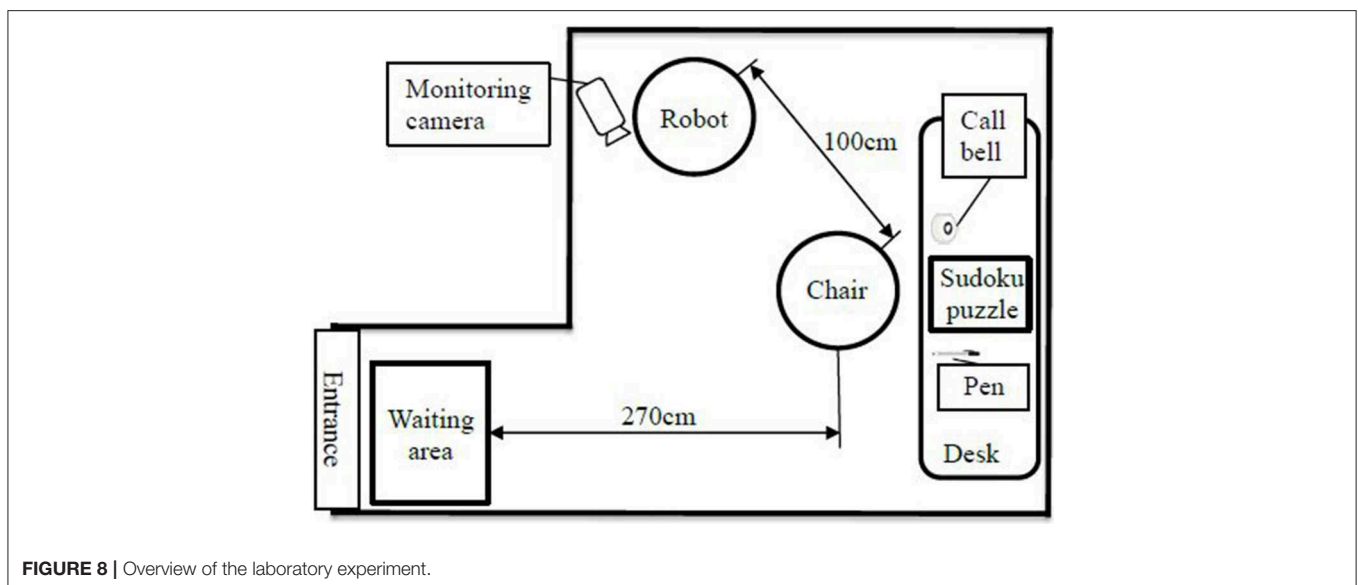 Monitoring
camera
Robot
100cm
Call
bell
Chair
Sudoku
puzzle
Pen
Desk
Entrance
Waiting
area
270cm
FIGURE 8 | Overview of the laboratory experiment.